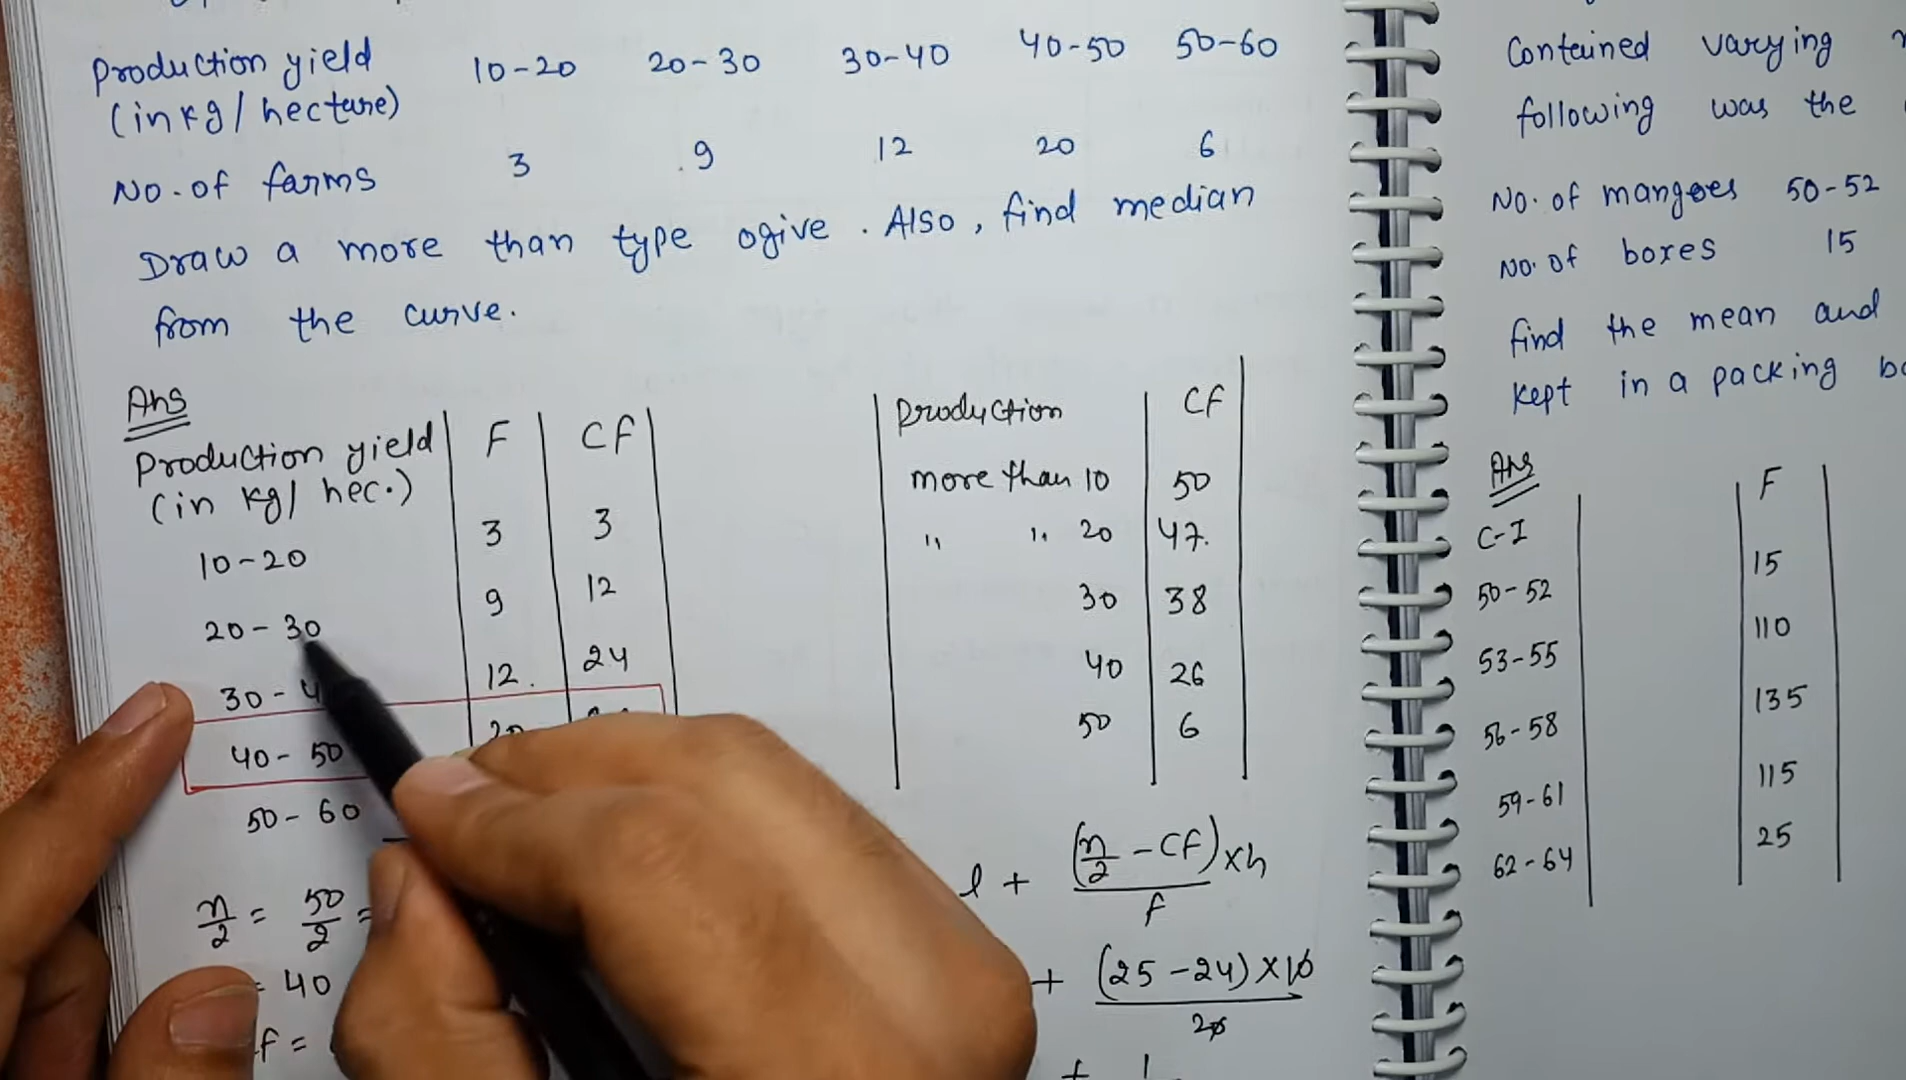 Production yield 10-20 20-30 30-40 40-50 50-60
(in kg/hectare)
No. of farms 3 9 12 20 6
Draw a more than type ogive. Also, find median
from the curve.
Ans
Production yield F CF
(in kg/ hec.)
10-20 3 3
20-30 9 12
30-4 12 24
40-50
50-60
n/2 = 50/2 =
= 40
f =
Production CF
more than 10 50
" " 20 47
30 38
40 26
50 6
l + (n/2 - CF) × h
f
+ (25-24) × 10
20
+ 1
Contained varying
following was the
No. of mangoes 50-52
No. of boxes 15
find the mean and
kept in a packing
Ans
C-I F
50-52 15
53-55 110
56-58 135
59-61 115
62-64 25